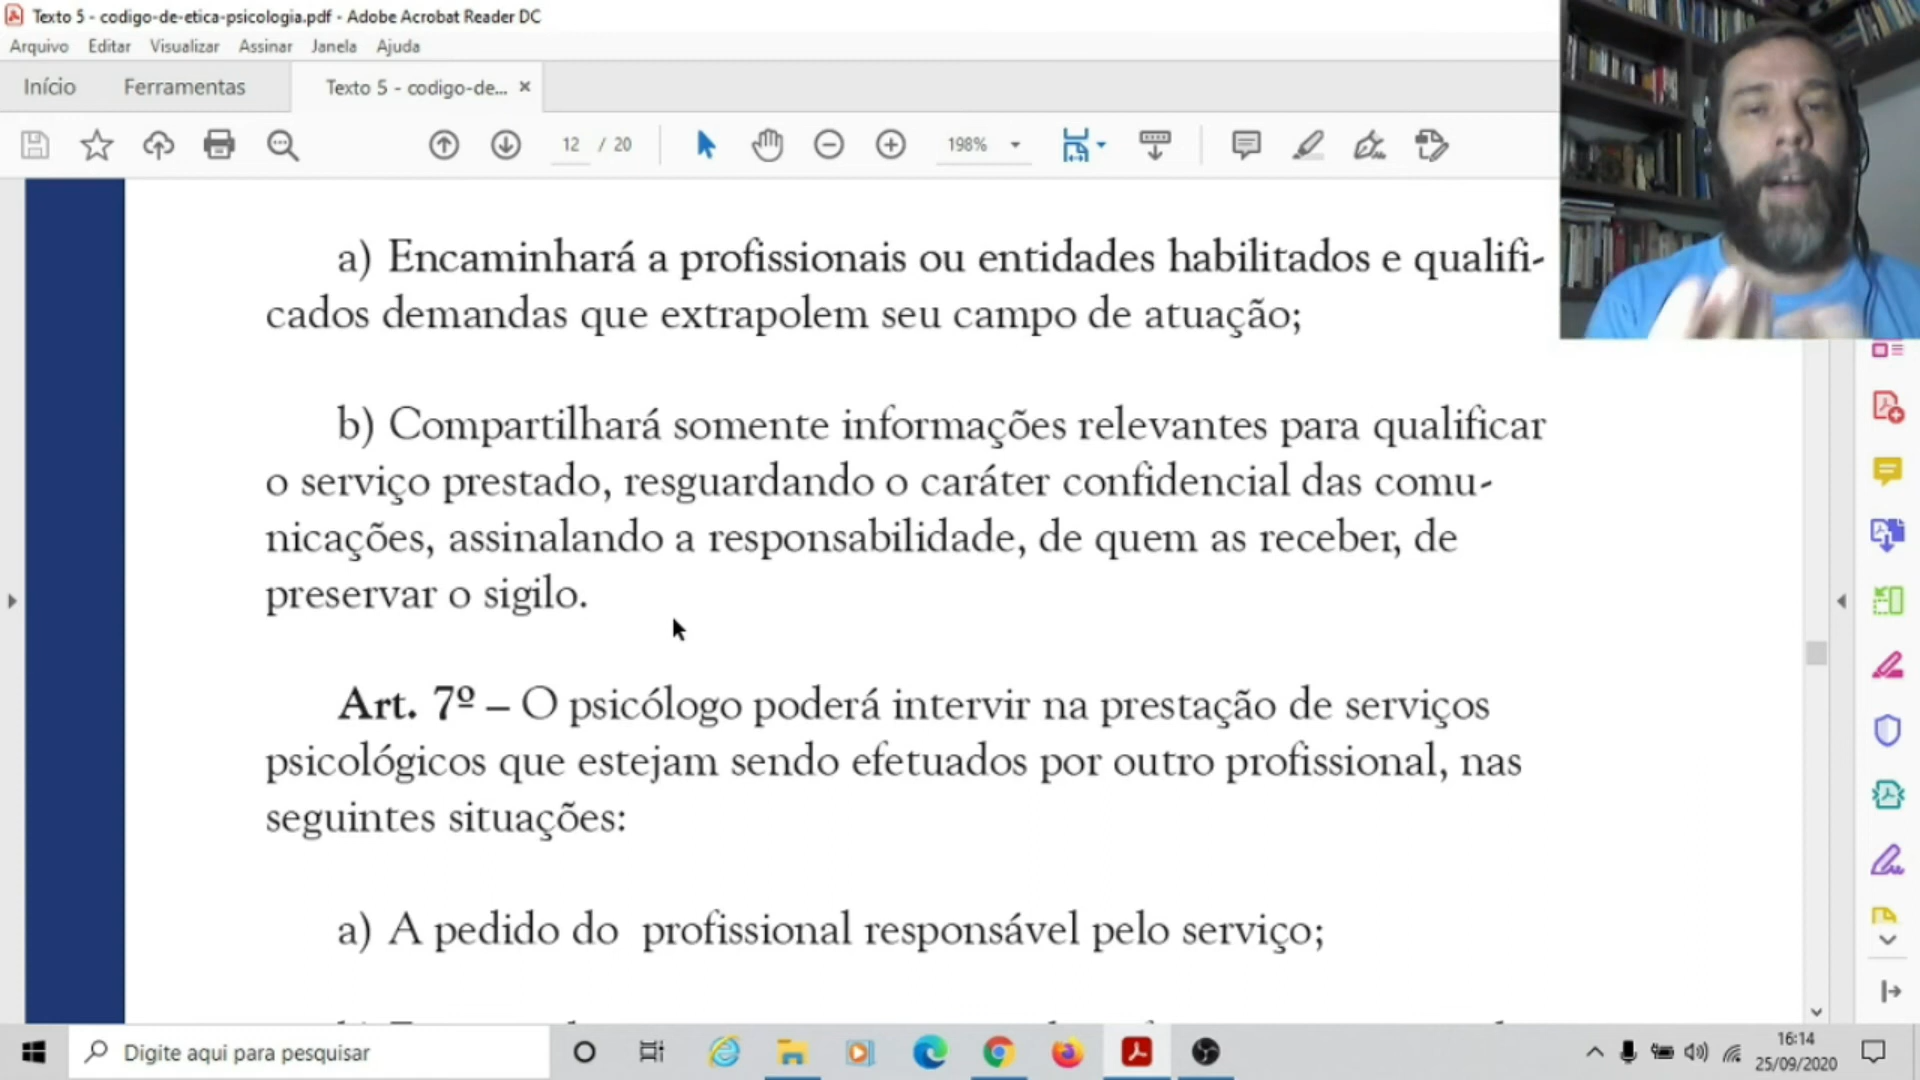 Texto 5 - codigo-de-etica-psicologia.pdf - Adobe Acrobat Reader DC
Arquivo Editar Visualizar Assinar Janela Ajuda
Início Ferramentas Texto 5 - codigo-de... ×
12 / 20 198%
a) Encaminhará a profissionais ou entidades habilitados e qualifi-
cados demandas que extrapolem seu campo de atuação;
b) Compartilhará somente informações relevantes para qualificar
o serviço prestado, resguardando o caráter confidencial das comu-
nicações, assinalando a responsabilidade, de quem as receber, de
preservar o sigilo.
Art. 7º – O psicólogo poderá intervir na prestação de serviços
psicológicos que estejam sendo efetuados por outro profissional, nas
seguintes situações:
a) A pedido do profissional responsável pelo serviço;
Digite aqui para pesquisar
16:14
25/09/2020